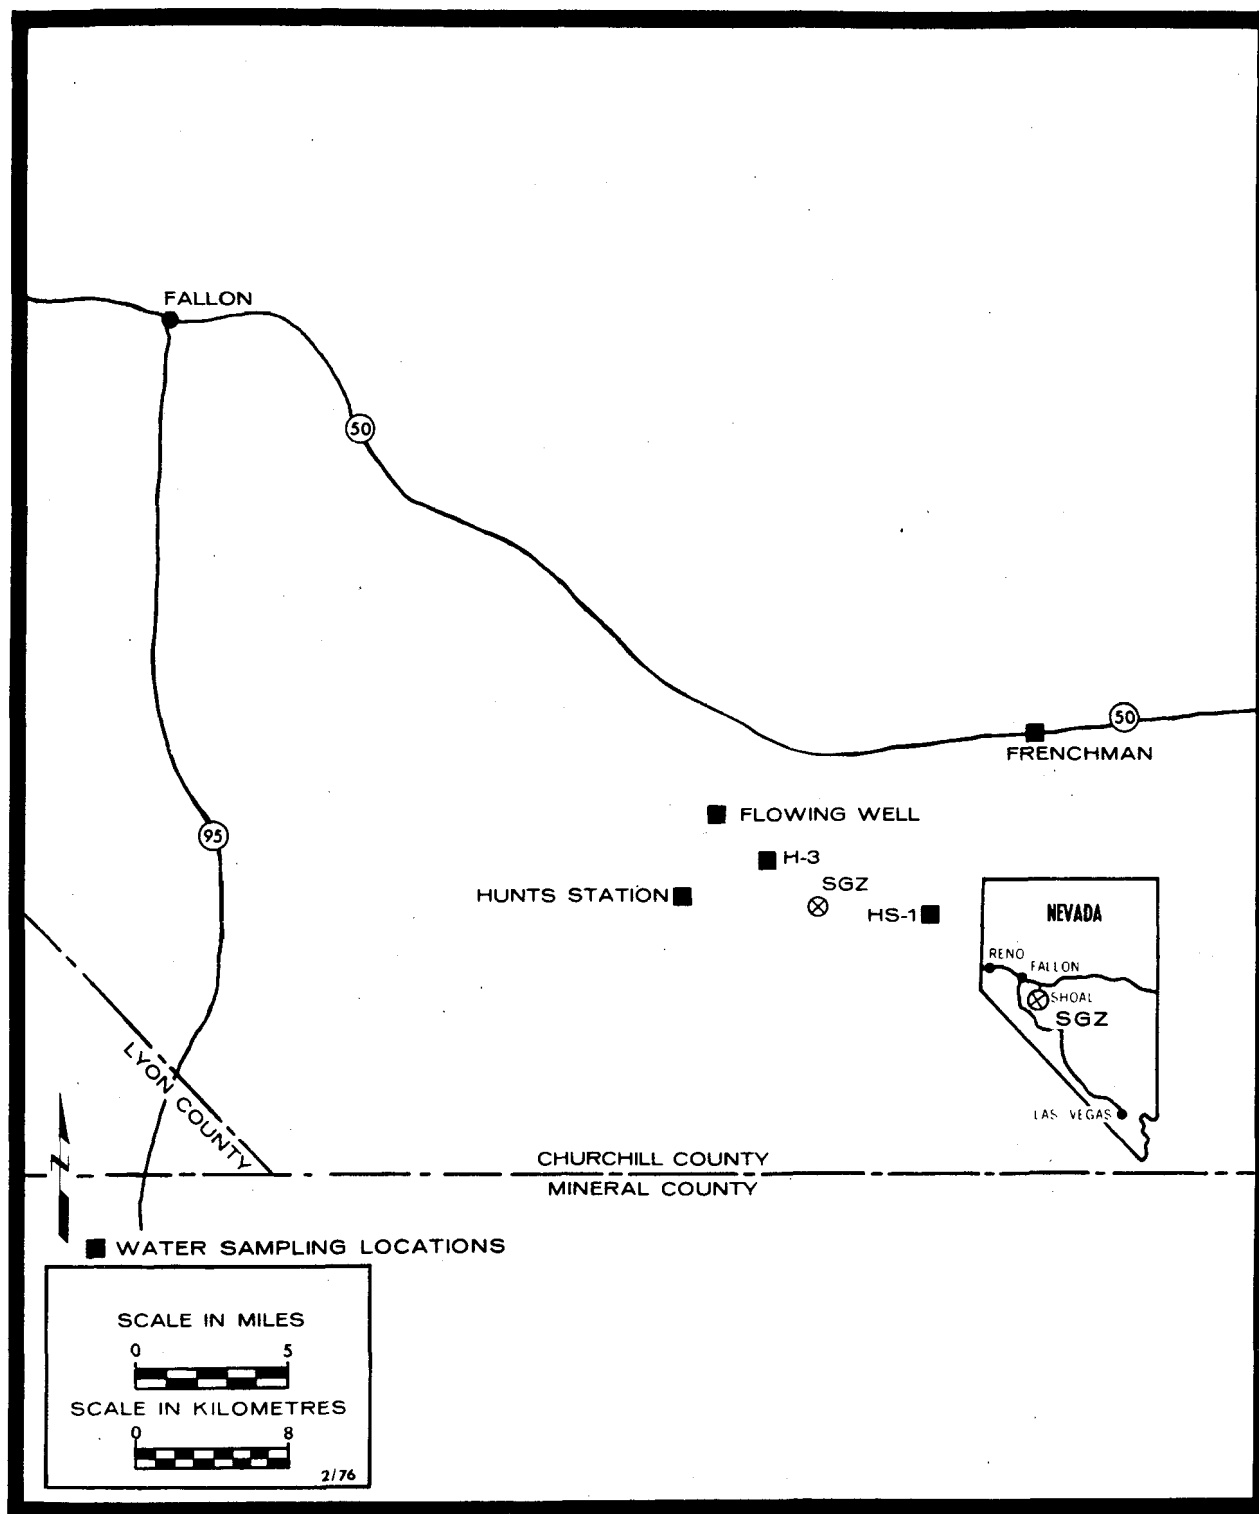 FALLON
50
50
FRENCHMAN
FLOWING WELL
95
H-3
SGZ
HUNTS STATION
HS-1
NEVADA
RENO
FALLON
SHOAL
SGZ
LAS VEGAS
LYON COUNTY
CHURCHILL COUNTY
MINERAL COUNTY
N
WATER SAMPLING LOCATIONS
SCALE IN MILES
0 5
SCALE IN KILOMETRES
0 8
2/76